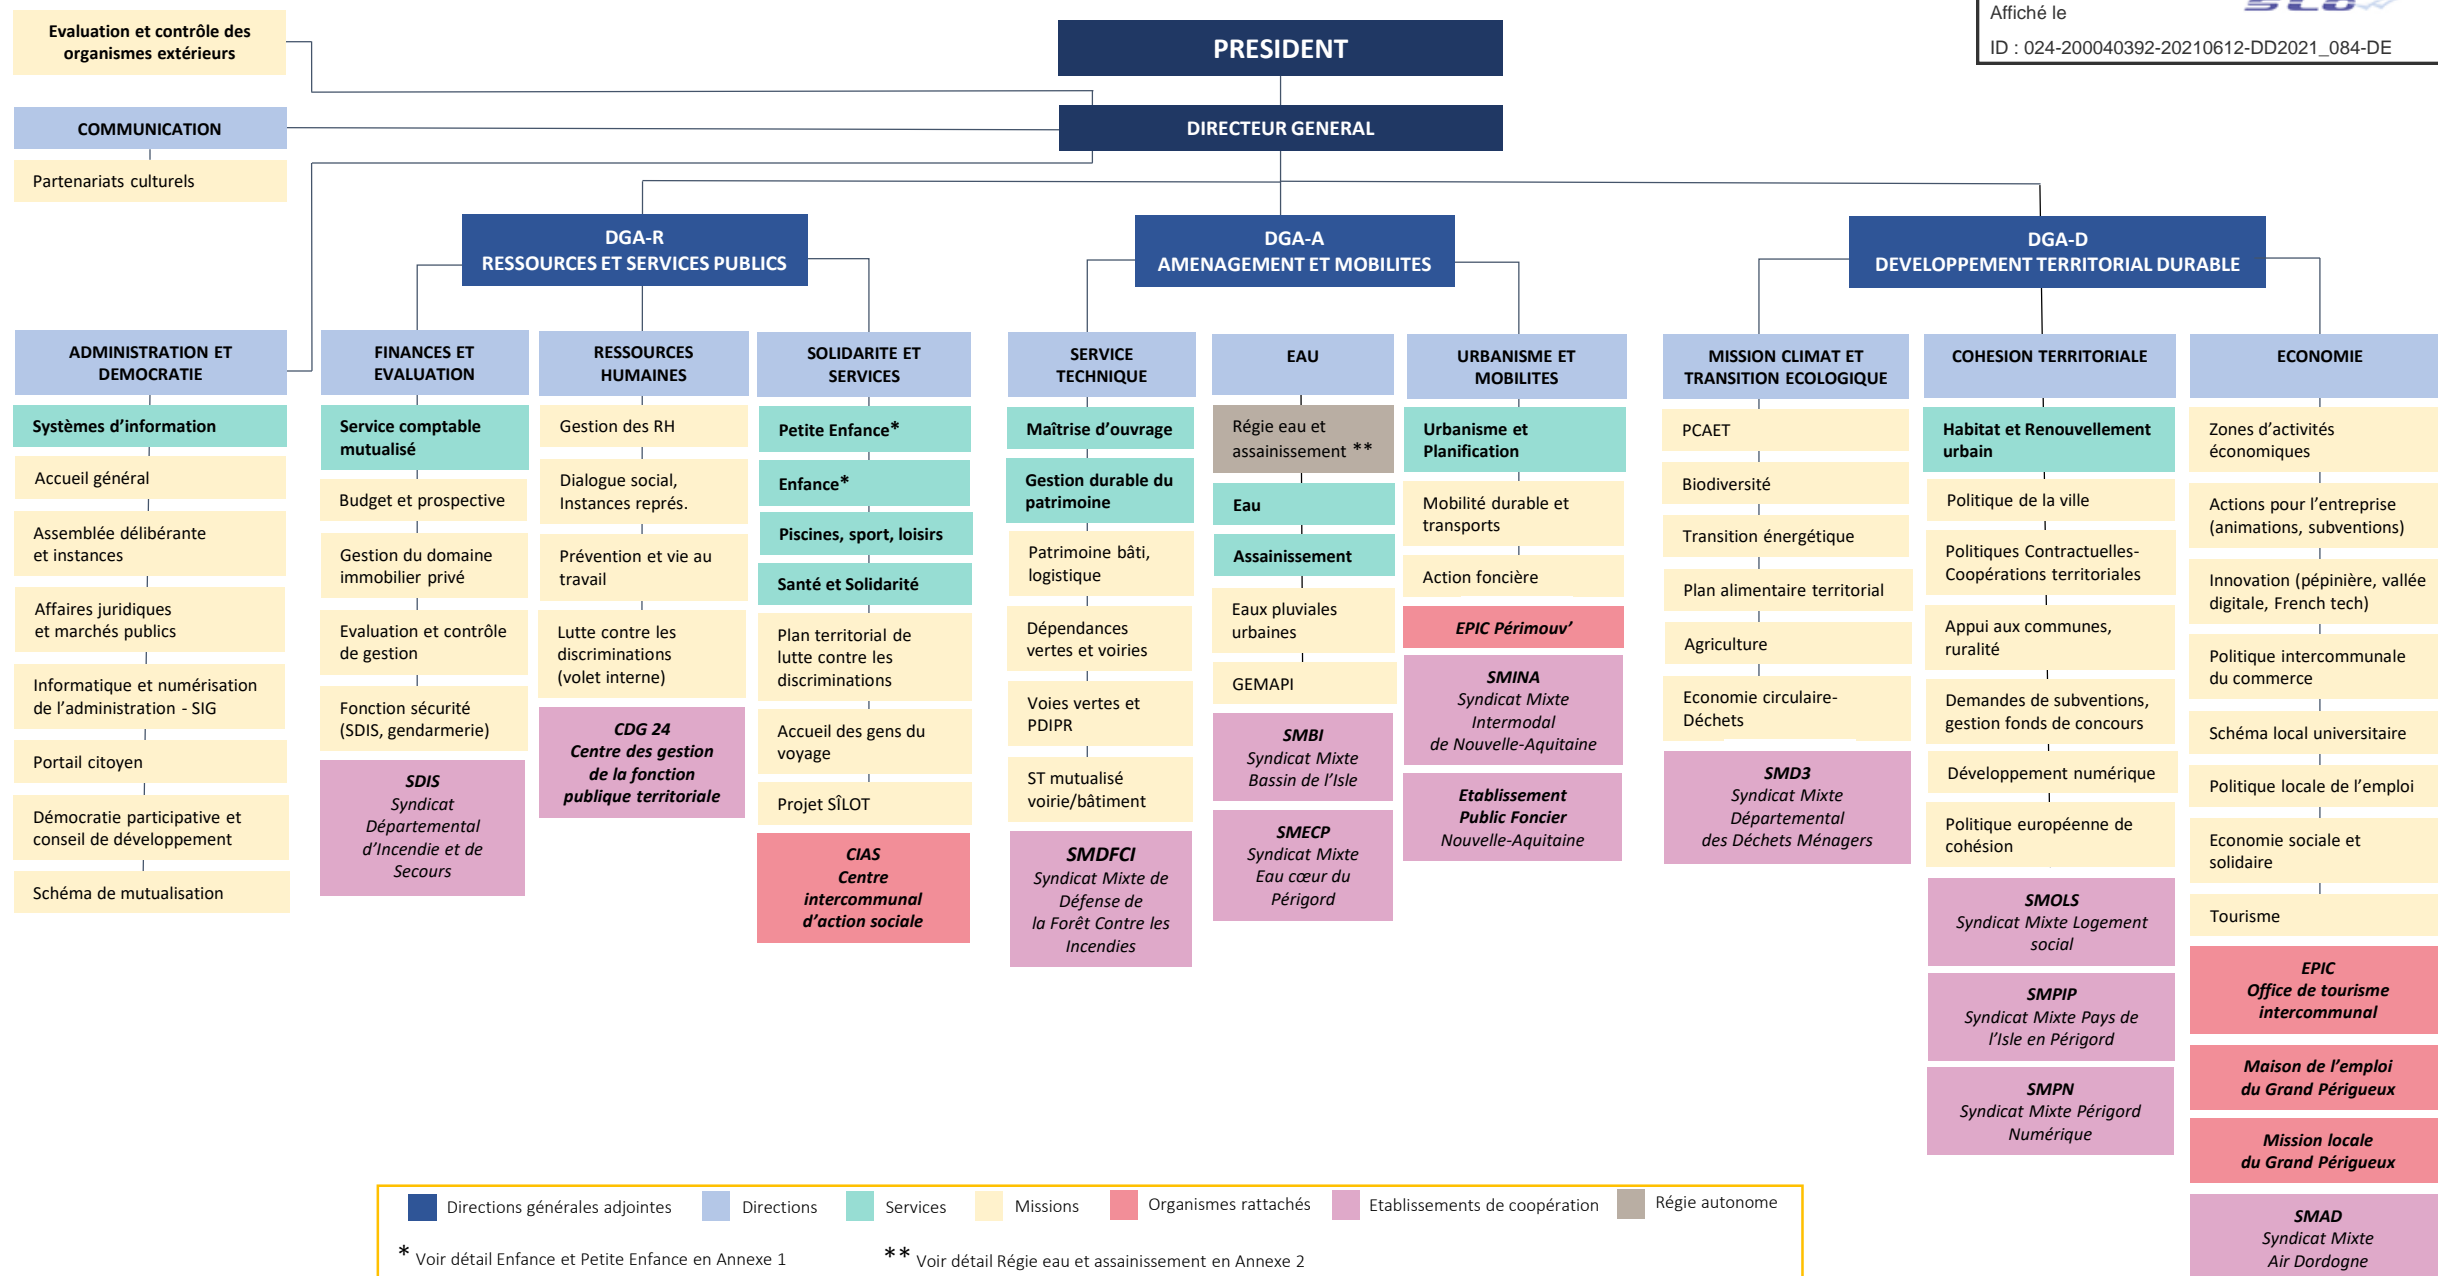 Affiché le
ID : 024-200040392-20210612-DD2021_084-DE
Evaluation et contrôle des
organismes extérieurs
PRESIDENT
COMMUNICATION
DIRECTEUR GENERAL
Partenariats culturels
DGA-R
RESSOURCES ET SERVICES PUBLICS
DGA-A
AMENAGEMENT ET MOBILITES
DGA-D
DEVELOPPEMENT TERRITORIAL DURABLE
ADMINISTRATION ET
DEMOCRATIE
Systèmes d'information
Accueil général
Assemblée délibérante
et instances
Affaires juridiques
et marchés publics
Informatique et numérisation
de l'administration - SIG
Portail citoyen
Démocratie participative et
conseil de développement
Schéma de mutualisation
FINANCES ET
EVALUATION
Service comptable
mutualisé
Budget et prospective
Gestion du domaine
immobilier privé
Evaluation et contrôle
de gestion
Fonction sécurité
(SDIS, gendarmerie)
SDIS
Syndicat
Départemental
d'Incendie et de
Secours
RESSOURCES
HUMAINES
Gestion des RH
Dialogue social,
Instances représ.
Prévention et vie au
travail
Lutte contre les
discriminations
(volet interne)
CDG 24
Centre des gestion
de la fonction
publique territoriale
SOLIDARITE ET
SERVICES
Petite Enfance*
Enfance*
Piscines, sport, loisirs
Santé et Solidarité
Plan territorial de
lutte contre les
discriminations
Accueil des gens du
voyage
Projet SÎLOT
CIAS
Centre
intercommunal
d'action sociale
SERVICE
TECHNIQUE
Maîtrise d'ouvrage
Gestion durable du
patrimoine
Patrimoine bâti,
logistique
Dépendances
vertes et voiries
Voies vertes et
PDIPR
ST mutualisé
voirie/bâtiment
SMDFCI
Syndicat Mixte de
Défense de
la Forêt Contre les
Incendies
EAU
Régie eau et
assainissement **
Eau
Assainissement
Eaux pluviales
urbaines
GEMAPI
SMBI
Syndicat Mixte
Bassin de l'Isle
SMECP
Syndicat Mixte
Eau cœur du
Périgord
URBANISME ET
MOBILITES
Urbanisme et
Planification
Mobilité durable et
transports
Action foncière
EPIC Périmouv'
SMINA
Syndicat Mixte
Intermodal
de Nouvelle-Aquitaine
Etablissement
Public Foncier
Nouvelle-Aquitaine
MISSION CLIMAT ET
TRANSITION ECOLOGIQUE
PCAET
Biodiversité
Transition énergétique
Plan alimentaire territorial
Agriculture
Economie circulaire-
Déchets
SMD3
Syndicat Mixte
Départemental
des Déchets Ménagers
COHESION TERRITORIALE
Habitat et Renouvellement
urbain
Politique de la ville
Politiques Contractuelles-
Coopérations territoriales
Appui aux communes,
ruralité
Demandes de subventions,
gestion fonds de concours
Développement numérique
Politique européenne de
cohésion
SMOLS
Syndicat Mixte Logement
social
SMPIP
Syndicat Mixte Pays de
l'Isle en Périgord
SMPN
Syndicat Mixte Périgord
Numérique
ECONOMIE
Zones d'activités
économiques
Actions pour l'entreprise
(animations, subventions)
Innovation (pépinière, vallée
digitale, French tech)
Politique intercommunale
du commerce
Schéma local universitaire
Politique locale de l'emploi
Economie sociale et
solidaire
Tourisme
EPIC
Office de tourisme
intercommunal
Maison de l'emploi
du Grand Périgueux
Mission locale
du Grand Périgueux
SMAD
Syndicat Mixte
Air Dordogne
Directions générales adjointes
Directions
Services
Missions
Organismes rattachés
Etablissements de coopération
Régie autonome
* Voir détail Enfance et Petite Enfance en Annexe 1
** Voir détail Régie eau et assainissement en Annexe 2